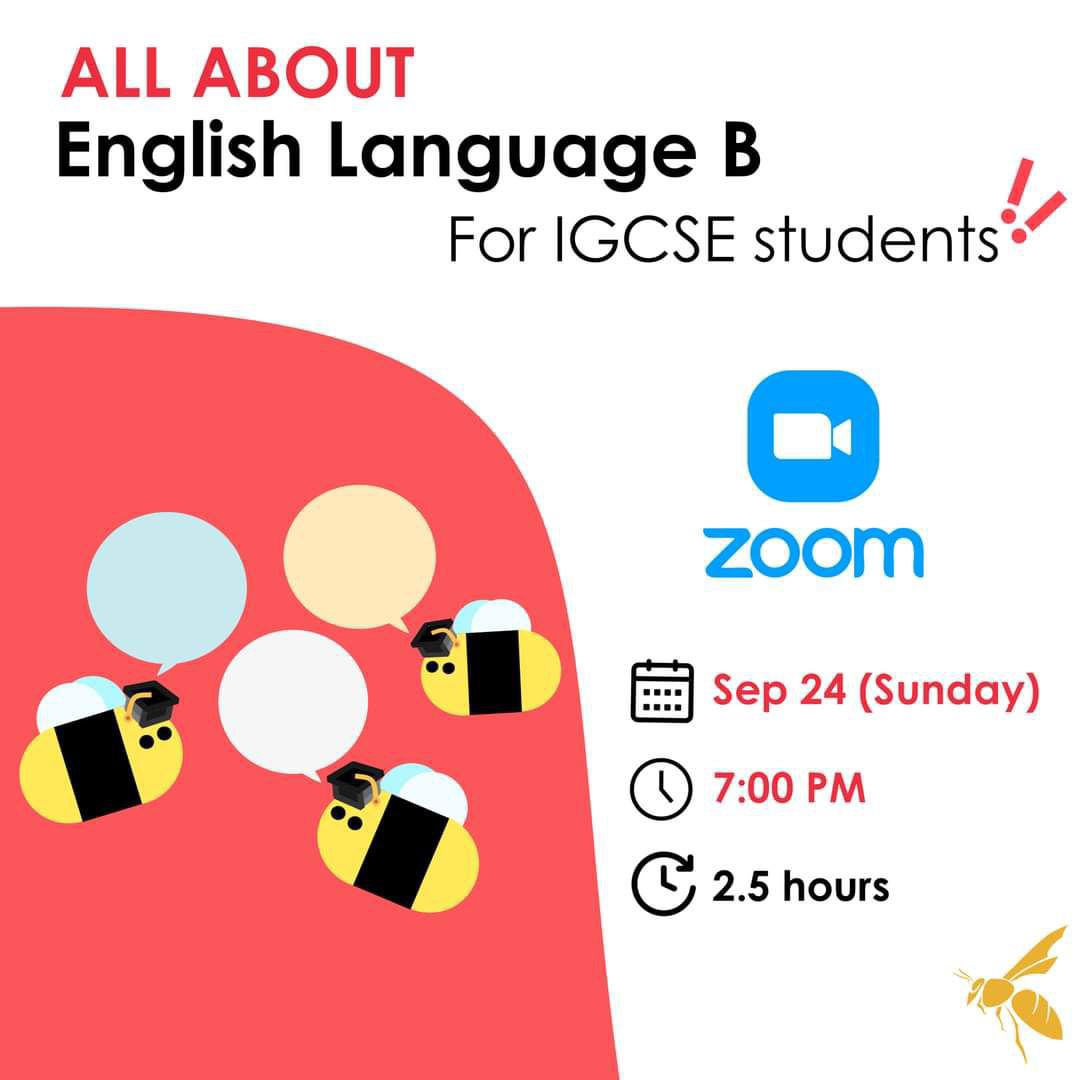 ALL ABOUT
English Language B
For IGCSE students!!
zoom
Sep 24 (Sunday)
7:00 PM
2.5 hours